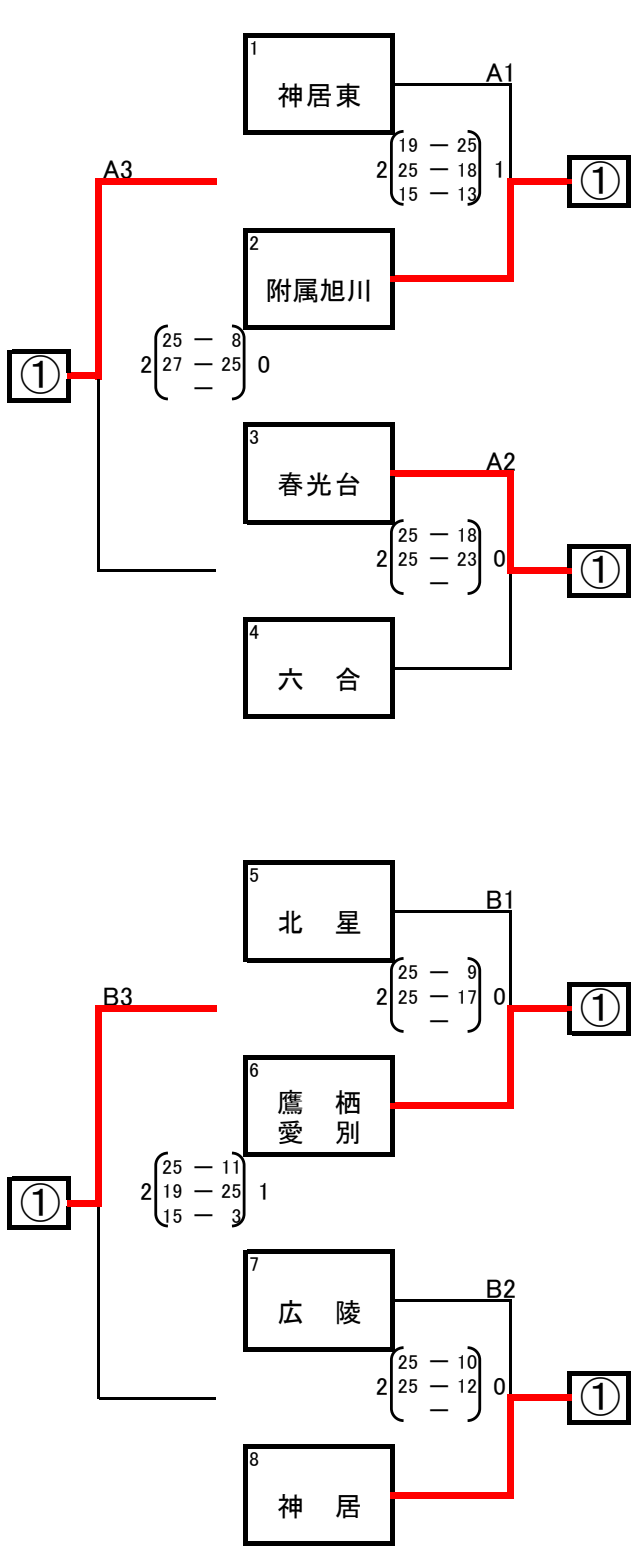 1
神居東
A1
19 － 25
2 25 － 18 1
15 － 13
①
A3
2
附属旭川
25 － 8
2 27 － 25 0
－
①
3
春光台
A2
25 － 18
2 25 － 23 0
－
①
4
六　合
5
北　星
B1
25 － 9
2 25 － 17 0
－
①
B3
6
鷹　栖
愛　別
25 － 11
2 19 － 25 1
15 － 3
①
7
広　陵
B2
25 － 10
2 25 － 12 0
－
①
8
神　居